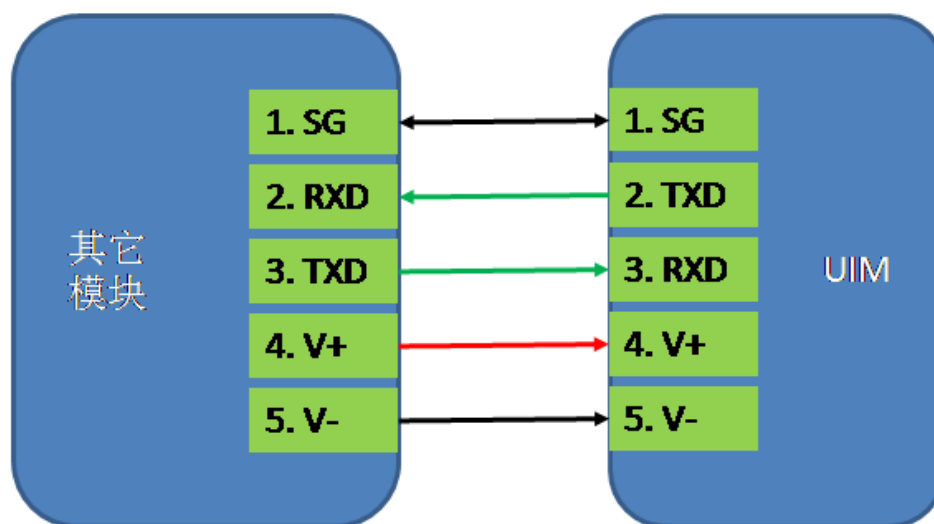 其它
模块
1. SG
2. RXD
3. TXD
4. V+
5. V-
1. SG
2. TXD
3. RXD
4. V+
5. V-
UIM